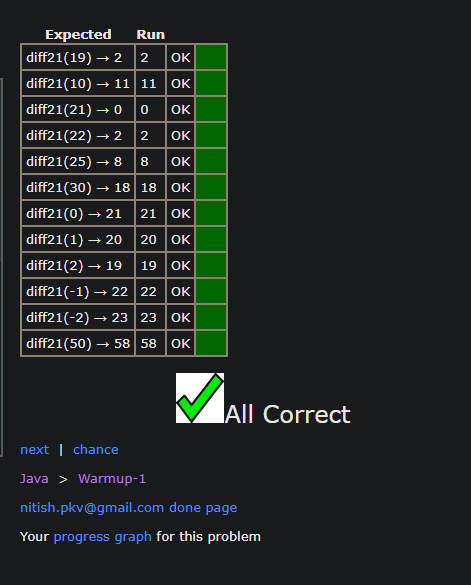 Expected Run
diff21(19) → 2 2 OK
diff21(10) → 11 11 OK
diff21(21) → 0 0 OK
diff21(22) → 2 2 OK
diff21(25) → 8 8 OK
diff21(30) → 18 18 OK
diff21(0) → 21 21 OK
diff21(1) → 20 20 OK
diff21(2) → 19 19 OK
diff21(-1) → 22 22 OK
diff21(-2) → 23 23 OK
diff21(50) → 58 58 OK
All Correct
next | chance
Java > Warmup-1
nitish.pkv@gmail.com done page
Your progress graph for this problem